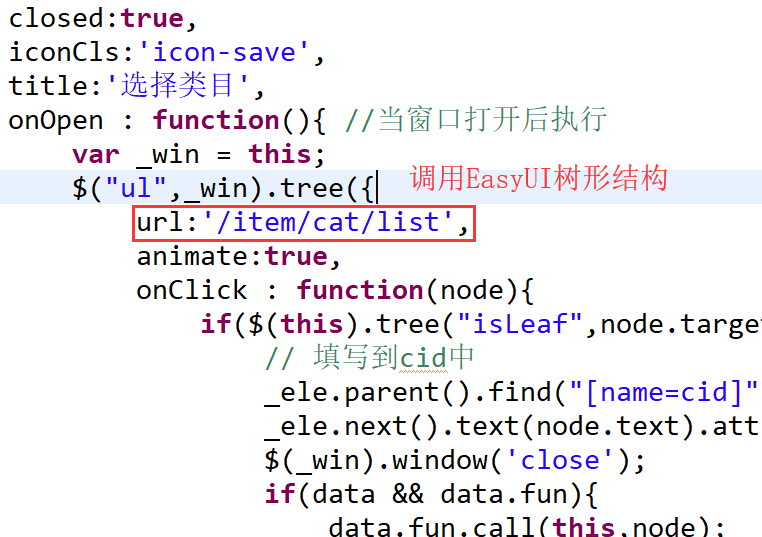 closed:true,
iconCls:'icon-save',
title:'选择类目',
onOpen : function(){ //当窗口打开后执行
var _win = this;
$("ul",_win).tree({ 调用EasyUI树形结构
url:'/item/cat/list',
animate:true,
onClick : function(node){
if($(this).tree("isLeaf",node.target
// 填写到cid中
_ele.parent().find("[name=cid]"
_ele.next().text(node.text).att
$(_win).window('close');
if(data && data.fun){
data.fun.call(this,node);